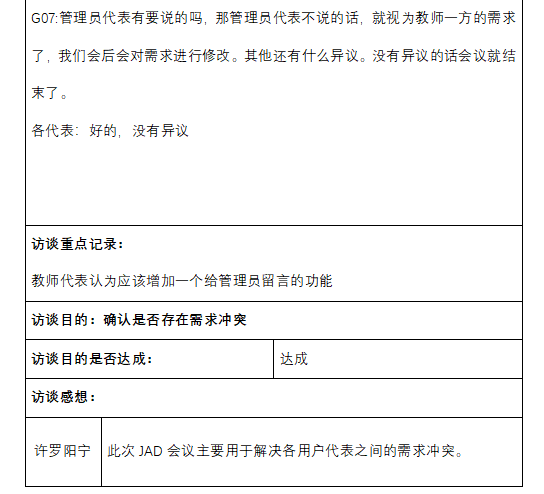 G07:管理员代表有要说的吗，那管理员代表不说的话，就视为教师一方的需求
了，我们会后会对需求进行修改。其他还有什么异议。没有异议的话会议就结
束了。
各代表：好的，没有异议
访谈重点记录：
教师代表认为应该增加一个给管理员留言的功能
访谈目的：确认是否存在需求冲突
访谈目的是否达成：
达成
访谈感想：
许罗阳宁
此次 JAD 会议主要用于解决各用户代表之间的需求冲突。